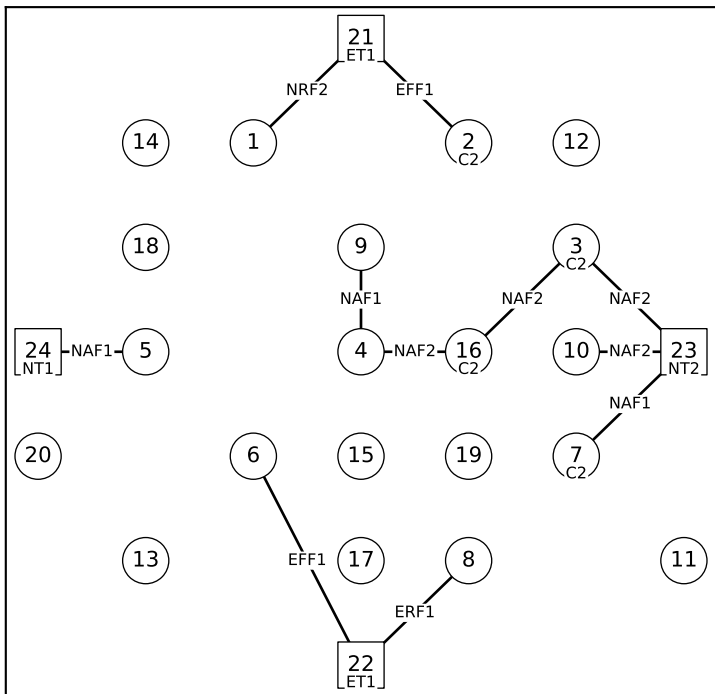 21
ET1
NRF2 EFF1
14 1 2 12
C2
18 9 3
C2
NAF1 NAF2 NAF2
24 NAF1 5 4 NAF2 16 10 NAF2 23
NT1 C2 NT2
NAF1
20 6 15 19 7
C2
13 EFF1 17 8 11
ERF1
22
ET1